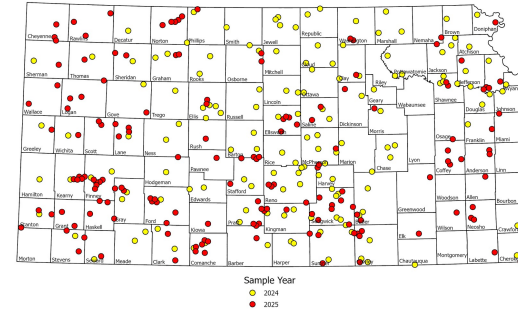 Cheyenne Rawlins Decatur Norton Phillips Smith Jewell Republic Washington Marshall Nemaha Brown Doniphan
Sherman Thomas Sheridan Graham Rooks Osborne Mitchell Cloud Clay Riley Pottawatomie Jackson Atchison Jefferson
Wallace Logan Gove Trego Ellis Russell Lincoln Ottawa Saline Dickinson Geary Wabaunsee Shawnee Douglas Johnson
Greeley Wichita Scott Lane Ness Rush Barton Ellsworth Rice McPherson Marion Morris Chase Lyon Osage Franklin Miami
Hamilton Kearny Finney Hodgeman Pawnee Stafford Reno Harvey Coffey Anderson Linn
Stanton Grant Haskell Gray Ford Edwards Kiowa Pratt Kingman Sedgwick Butler Greenwood Woodson Allen Bourbon
Morton Stevens Seward Meade Clark Comanche Barber Harper Sumner Cowley Elk Chautauqua Wilson Montgomery Neosho Labette
Sample Year
2024
2025